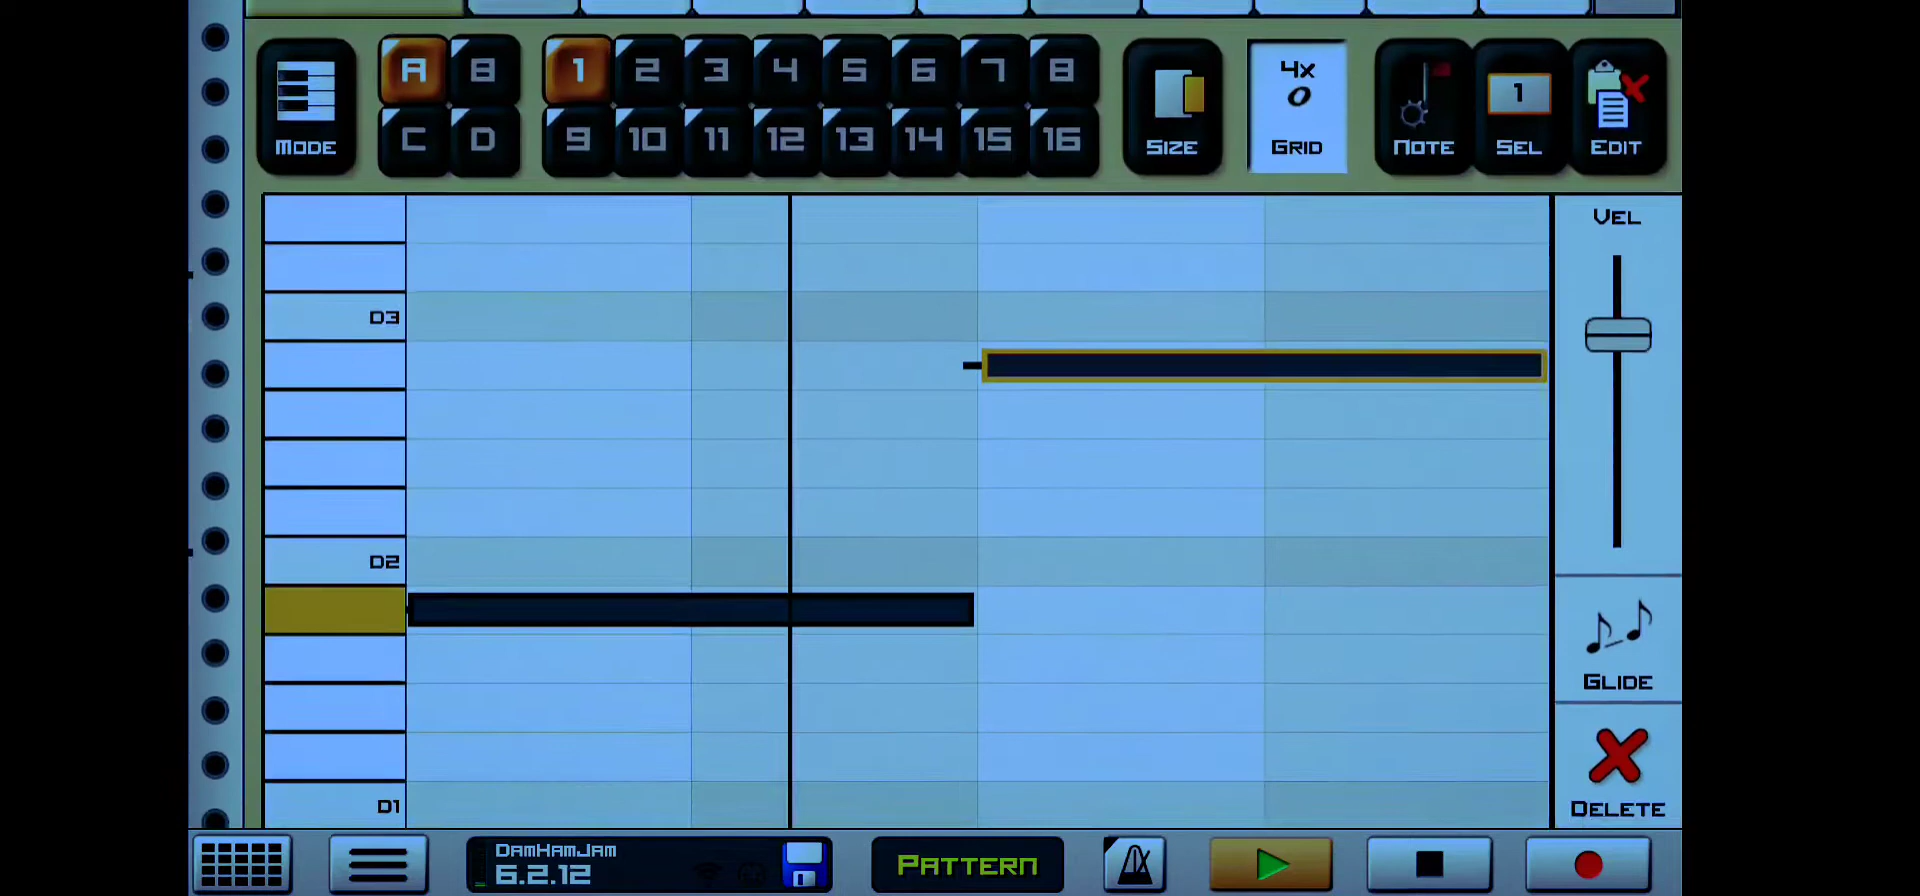 A B 1 2 3 4 5 6 7 8
4x
0
MODE C D 9 10 11 12 13 14 15 16 SIZE GRID NOTE 1 SEL EDIT
VEL
D3
D2
GLIDE
D1
DELETE
DAMHAMJAM
6.2.12
PATTERN